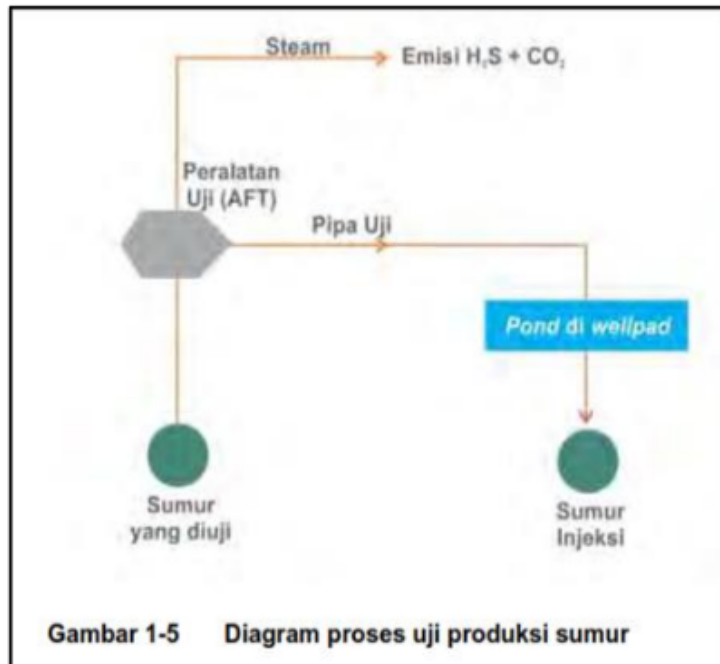 Steam
Emisi H₂S + CO₂
Peralatan
Uji (AFT)
Pipa Uji
Pond di wellpad
Sumur
yang diuji
Sumur
Injeksi
Gambar 1-5 Diagram proses uji produksi sumur